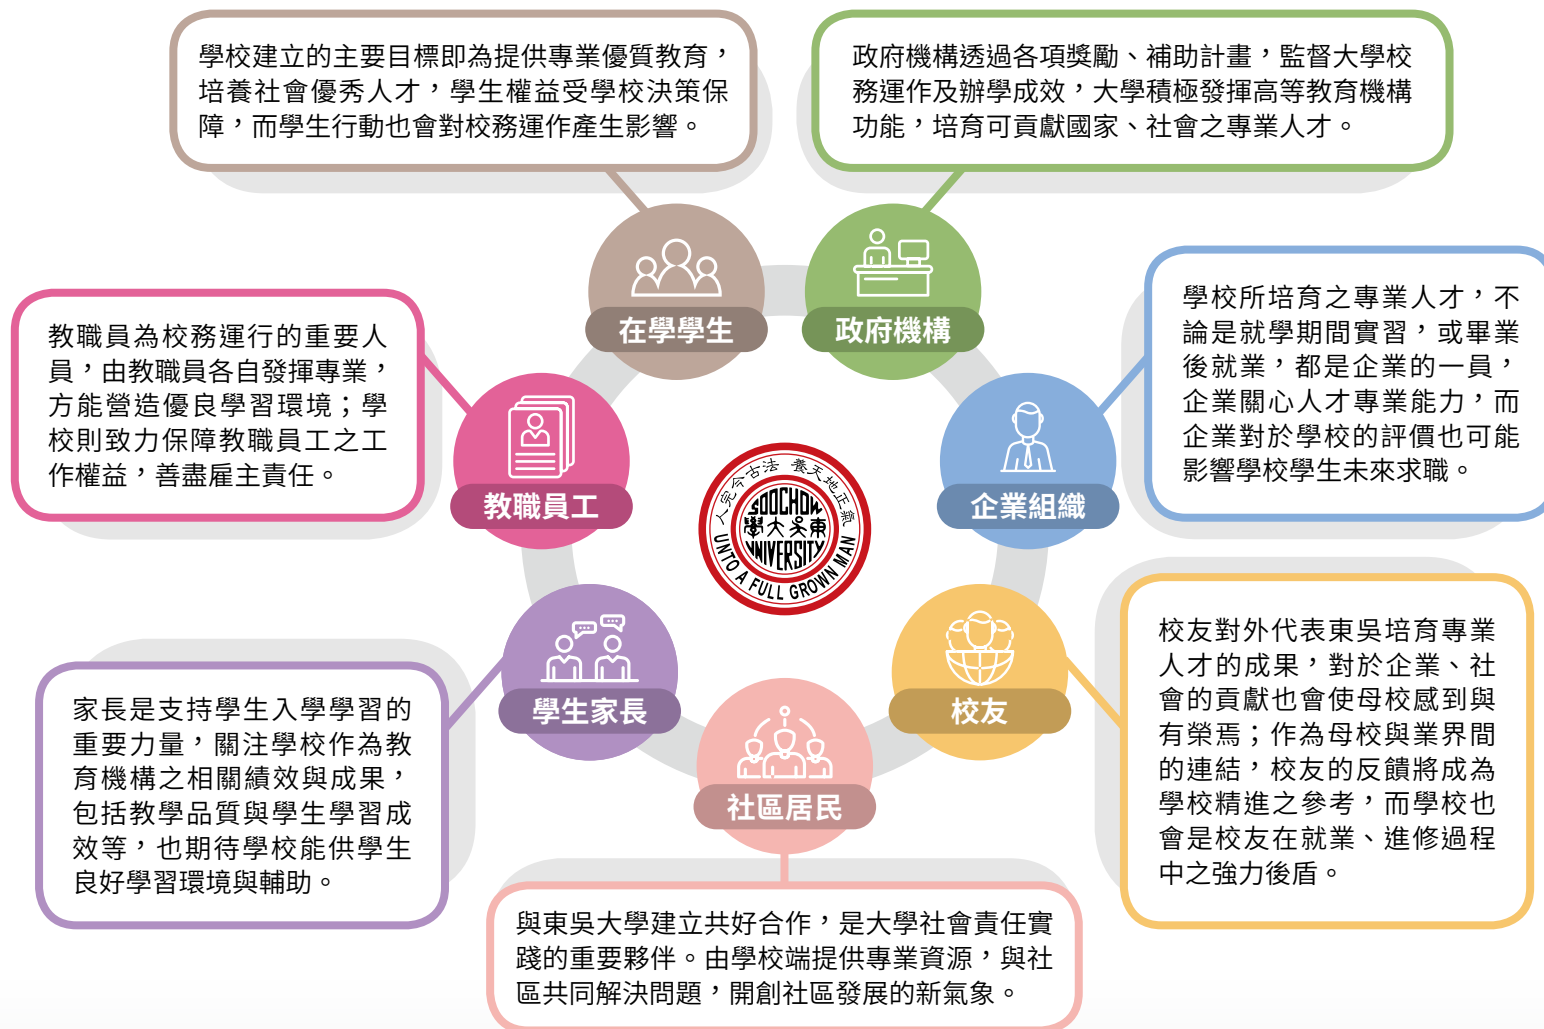 學校建立的主要目標即為提供專業優質教育，
培養社會優秀人才，學生權益受學校決策保
障，而學生行動也會對校務運作產生影響。
政府機構透過各項獎勵、補助計畫，監督大學校
務運作及辦學成效，大學積極發揮高等教育機構
功能，培育可貢獻國家、社會之專業人才。
在學學生
政府機構
教職員為校務運行的重要人
員，由教職員各自發揮專業，
方能營造優良學習環境；學
校則致力保障教職員工之工
作權益，善盡雇主責任。
教職員工
學校所培育之專業人才，不
論是就學期間實習，或畢業
後就業，都是企業的一員，
企業關心人才專業能力，而
企業對於學校的評價也可能
影響學校學生未來求職。
企業組織
養天地正氣
法古今完人
SOOCHOW
東吳大學
UNIVERSITY
UNTO A FULL GROWN MAN
家長是支持學生入學學習的
重要力量，關注學校作為教
育機構之相關績效與成果，
包括教學品質與學生學習成
效等，也期待學校能供學生
良好學習環境與輔助。
學生家長
校友
校友對外代表東吳培育專業
人才的成果，對於企業、社
會的貢獻也會使母校感到與
有榮焉；作為母校與業界間
的連結，校友的反饋將成為
學校精進之參考，而學校也
會是校友在就業、進修過程
中之強力後盾。
社區居民
與東吳大學建立共好合作，是大學社會責任實
踐的重要夥伴。由學校端提供專業資源，與社
區共同解決問題，開創社區發展的新氣象。